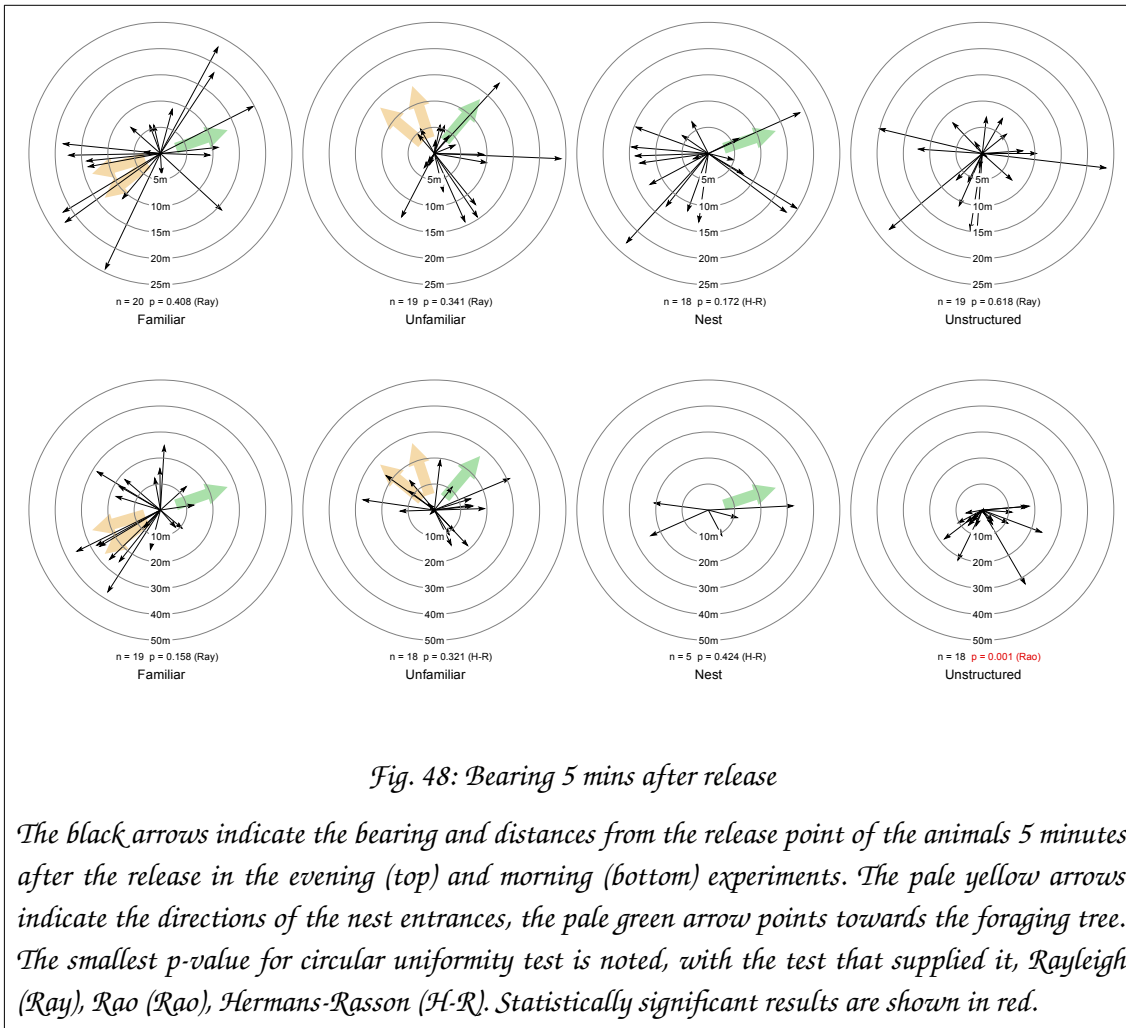 5m 5m 5m 5m
10m 10m 10m 10m
15m 15m 15m 15m
20m 20m 20m 20m
25m 25m 25m 25m
n = 20 p = 0.408 (Ray) n = 19 p = 0.341 (Ray) n = 18 p = 0.172 (H-R) n = 19 p = 0.618 (Ray)
Familiar Unfamiliar Nest Unstructured
10m 10m 10m 10m
20m 20m 20m 20m
30m 30m 30m 30m
40m 40m 40m 40m
50m 50m 50m 50m
n = 19 p = 0.158 (Ray) n = 18 p = 0.321 (H-R) n = 5 p = 0.424 (H-R) n = 18 p = 0.001 (Rao)
Familiar Unfamiliar Nest Unstructured
Fig. 48: Bearing 5 mins after release
The black arrows indicate the bearing and distances from the release point of the animals 5 minutes
after the release in the evening (top) and morning (bottom) experiments. The pale yellow arrows
indicate the directions of the nest entrances, the pale green arrow points towards the foraging tree.
The smallest p-value for circular uniformity test is noted, with the test that supplied it, Rayleigh
(Ray), Rao (Rao), Hermans-Rasson (H-R). Statistically significant results are shown in red.